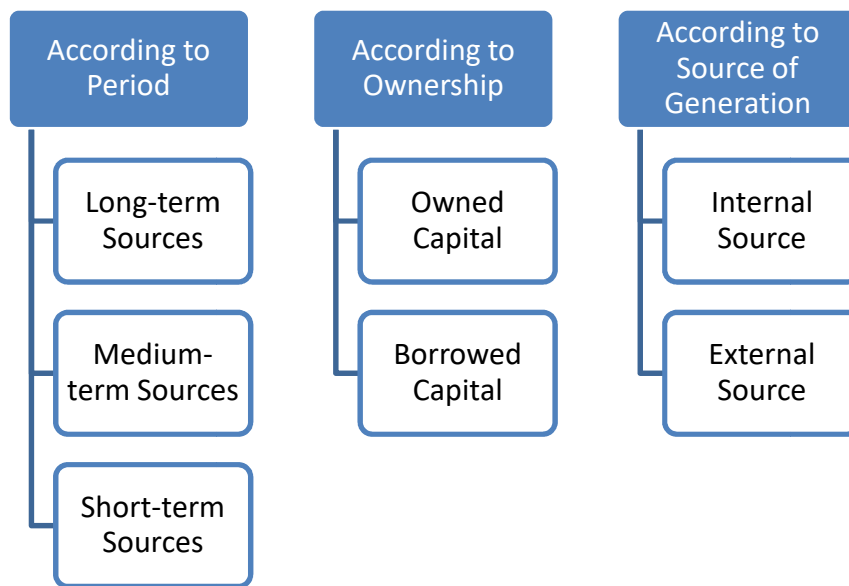 According to
Period
Long-term
Sources
Medium-
term Sources
Short-term
Sources
According to
Ownership
Owned
Capital
Borrowed
Capital
According to
Source of
Generation
Internal
Source
External
Source